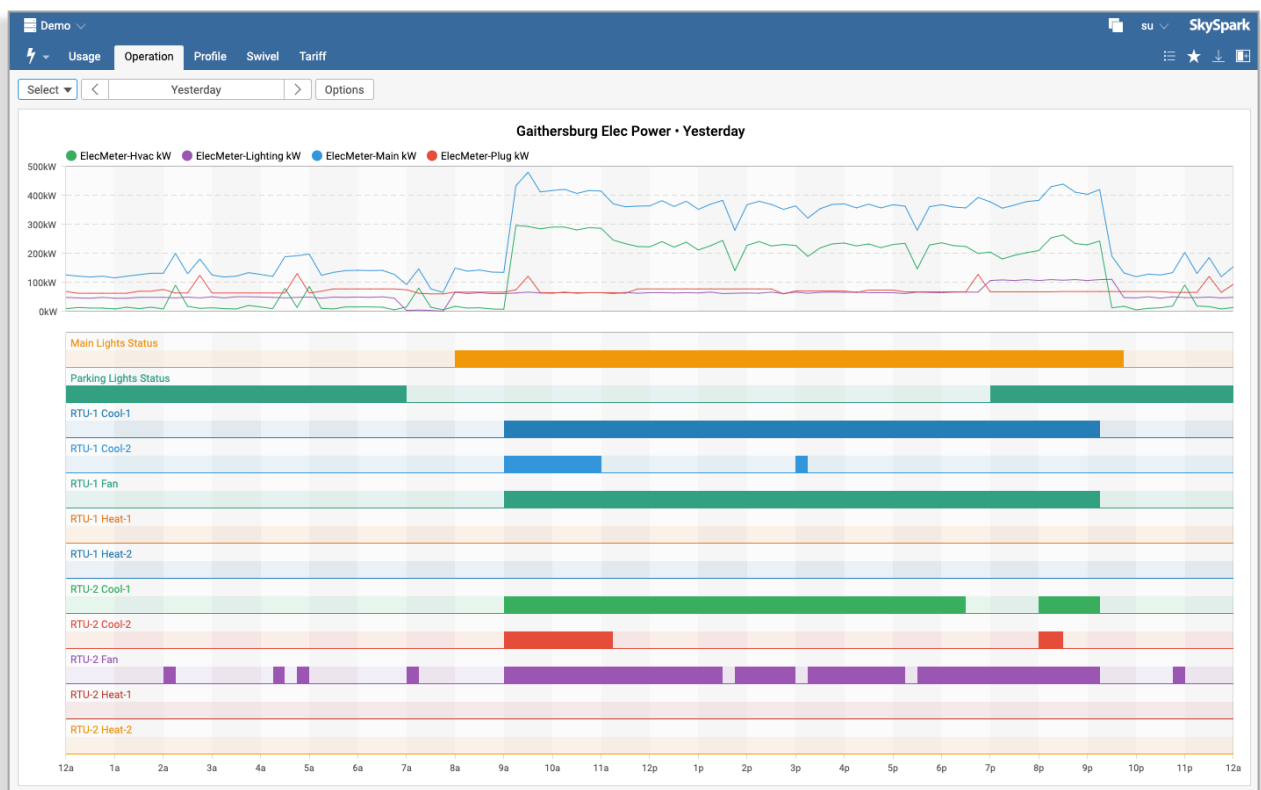 Demo su SkySpark
Usage Operation Profile Swivel Tariff
Select Yesterday Options
Gaithersburg Elec Power • Yesterday
ElecMeter-Hvac kW ElecMeter-Lighting kW ElecMeter-Main kW ElecMeter-Plug kW
500kW
400kW
300kW
200kW
100kW
0kW
Main Lights Status
Parking Lights Status
RTU-1 Cool-1
RTU-1 Cool-2
RTU-1 Fan
RTU-1 Heat-1
RTU-1 Heat-2
RTU-2 Cool-1
RTU-2 Cool-2
RTU-2 Fan
RTU-2 Heat-1
RTU-2 Heat-2
12a 1a 2a 3a 4a 5a 6a 7a 8a 9a 10a 11a 12p 1p 2p 3p 4p 5p 6p 7p 8p 9p 10p 11p 12a